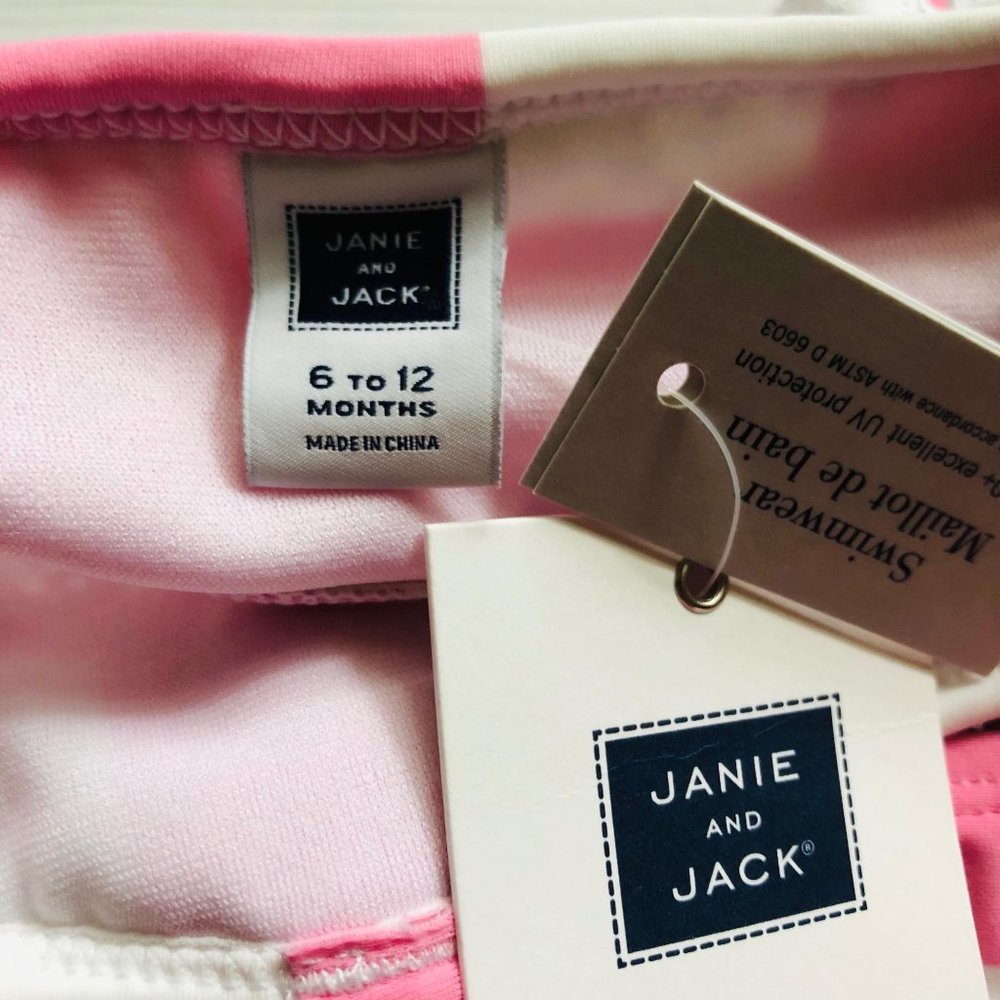 JANIE
AND
JACK
6 TO 12
MONTHS
MADE IN CHINA
Swimwear
Maillot de bain
+ excellent UV protection
accordance with ASTM D 6603
JANIE
AND
JACK®